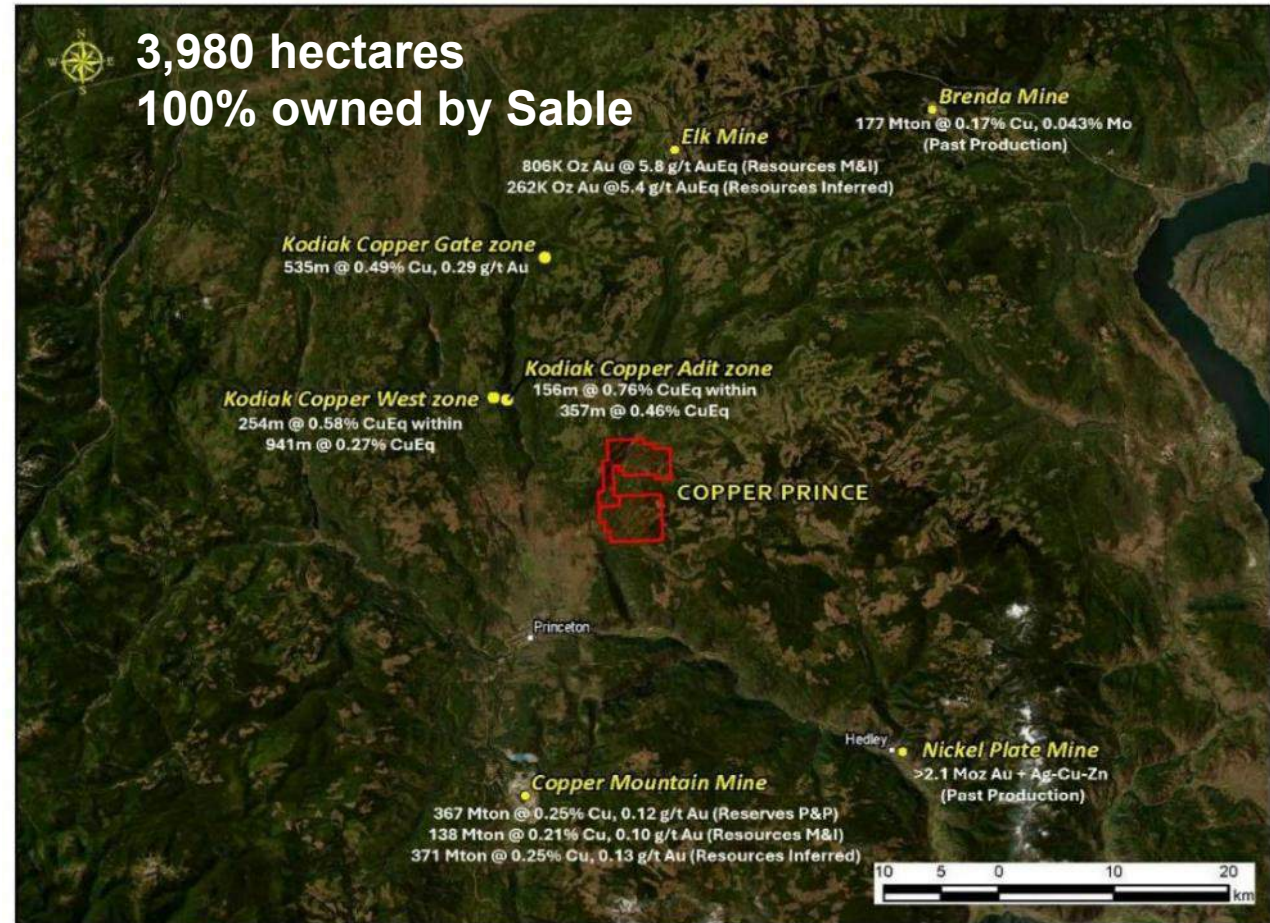 N
W E
S
3,980 hectares
100% owned by Sable
Brenda Mine
177 Mton @ 0.17% Cu, 0.043% Mo
(Past Production)
Elk Mine
806K Oz Au @ 5.8 g/t AuEq (Resources M&I)
262K Oz Au @5.4 g/t AuEq (Resources Inferred)
Kodiak Copper Gate zone
535m @ 0.49% Cu, 0.29 g/t Au
Kodiak Copper Adit zone
156m @ 0.76% CuEq within
357m @ 0.46% CuEq
Kodiak Copper West zone
254m @ 0.58% CuEq within
941m @ 0.27% CuEq
COPPER PRINCE
Princeton
Hedley
Nickel Plate Mine
>2.1 Moz Au + Ag-Cu-Zn
(Past Production)
Copper Mountain Mine
367 Mton @ 0.25% Cu, 0.12 g/t Au (Reserves P&P)
138 Mton @ 0.21% Cu, 0.10 g/t Au (Resources M&I)
371 Mton @ 0.25% Cu, 0.13 g/t Au (Resources Inferred)
10 5 0 10 20
km